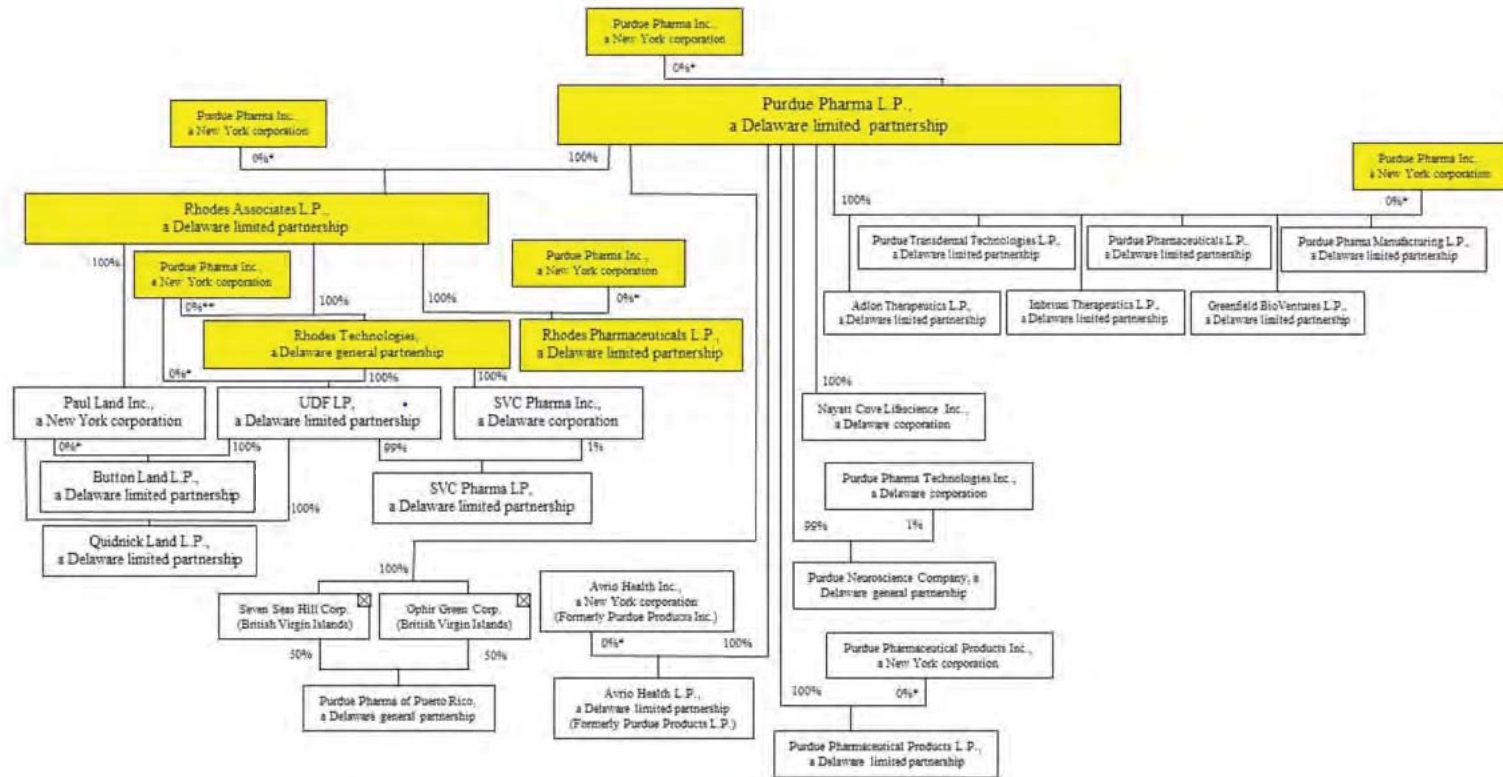 Purdue Pharma Inc.,
a New York corporation
0%*
Purdue Pharma L.P.,
a Delaware limited partnership
Purdue Pharma Inc.,
a New York corporation
0%*
100%
Purdue Pharma Inc.
a New York corporation
100%
0%*
Rhodes Associates L.P.,
a Delaware limited partnership
Purdue Transdermal Technologies L.P.,
a Delaware limited partnership
Purdue Pharmaceuticals L.P.,
a Delaware limited partnership
Purdue Pharma Manufacturing L.P.,
a Delaware limited partnership
100%
Purdue Pharma Inc.,
a New York corporation
0%**
100%
100%
Purdue Pharma Inc.,
a New York corporation
0%*
Adlon Therapeutics L.P.,
a Delaware limited partnership
Imbrium Therapeutics L.P.,
a Delaware limited partnership
Greenfield BioVentures L.P.,
a Delaware limited partnership
Rhodes Technologies,
a Delaware general partnership
Rhodes Pharmaceuticals L.P.,
a Delaware limited partnership
0%*
100%
100%
100%
Paul Land Inc.,
a New York corporation
UDF LP,
a Delaware limited partnership
SVC Pharma Inc.,
a Delaware corporation
Nayatt Cove Lifescience Inc.,
a Delaware corporation
0%*
100%
99%
1%
Button Land L.P.,
a Delaware limited partnership
SVC Pharma LP,
a Delaware limited partnership
Purdue Pharma Technologies Inc.,
a Delaware corporation
100%
99%
1%
Quidnick Land L.P.,
a Delaware limited partnership
100%
Purdue Neuroscience Company, a
Delaware general partnership
Seven Seas Hill Corp.
(British Virgin Islands)
Ophir Green Corp.
(British Virgin Islands)
Avrio Health Inc.,
a New York corporation
(Formerly Purdue Products Inc.)
50%
50%
0%*
100%
Purdue Pharmaceutical Products Inc.,
a New York corporation
Purdue Pharma of Puerto Rico,
a Delaware general partnership
Avrio Health L.P.,
a Delaware limited partnership
(Formerly Purdue Products L.P.)
100%
0%*
Purdue Pharmaceutical Products L.P.,
a Delaware limited partnership